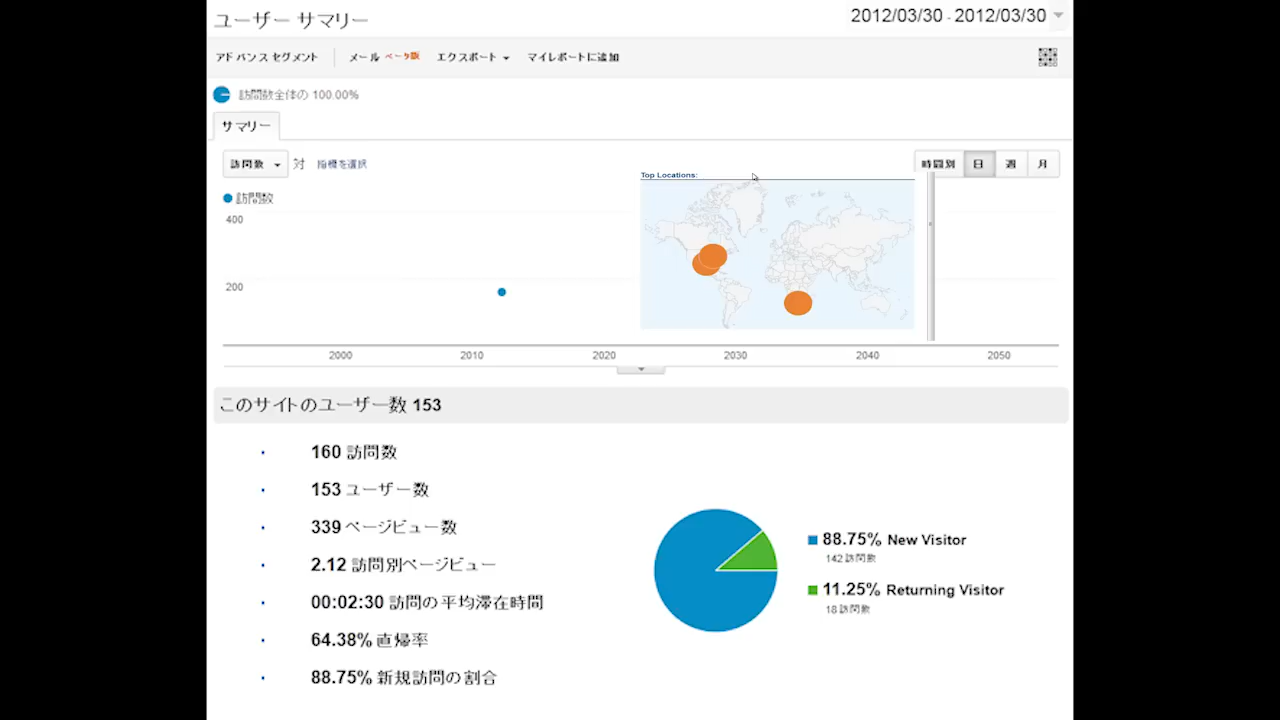 ユーザー サマリー
2012/03/30 - 2012/03/30
アドバンス セグメント メール ベータ版 エクスポート マイレポートに追加
訪問数全体の 100.00%
サマリー
訪問数 対 指標を選択
時間別 日 週 月
Top Locations:
訪問数
400
200
2000 2010 2020 2030 2040 2050
このサイトのユーザー数 153
160 訪問数
153 ユーザー数
339 ページビュー数
2.12 訪問別ページビュー
00:02:30 訪問の平均滞在時間
64.38% 直帰率
88.75% 新規訪問の割合
88.75% New Visitor
142 訪問数
11.25% Returning Visitor
18 訪問数